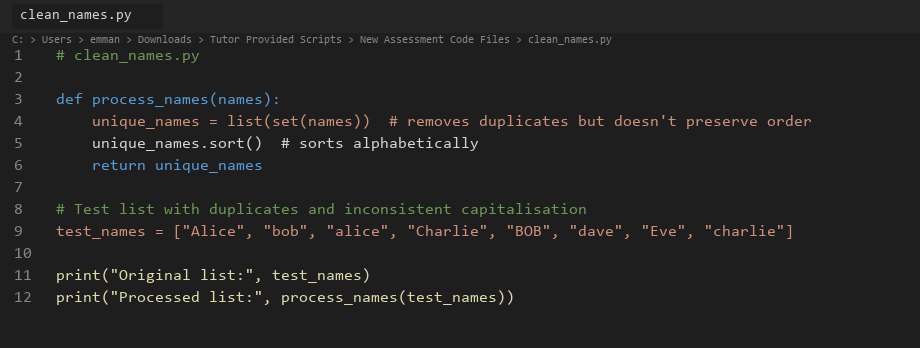 clean_names.py
C: > Users > emman > Downloads > Tutor Provided Scripts > New Assessment Code Files > clean_names.py
1 # clean_names.py
2
3 def process_names(names):
4     unique_names = list(set(names))  # removes duplicates but doesn't preserve order
5     unique_names.sort()  # sorts alphabetically
6     return unique_names
7
8 # Test list with duplicates and inconsistent capitalisation
9 test_names = ["Alice", "bob", "alice", "Charlie", "BOB", "dave", "Eve", "charlie"]
10
11 print("Original list:", test_names)
12 print("Processed list:", process_names(test_names))